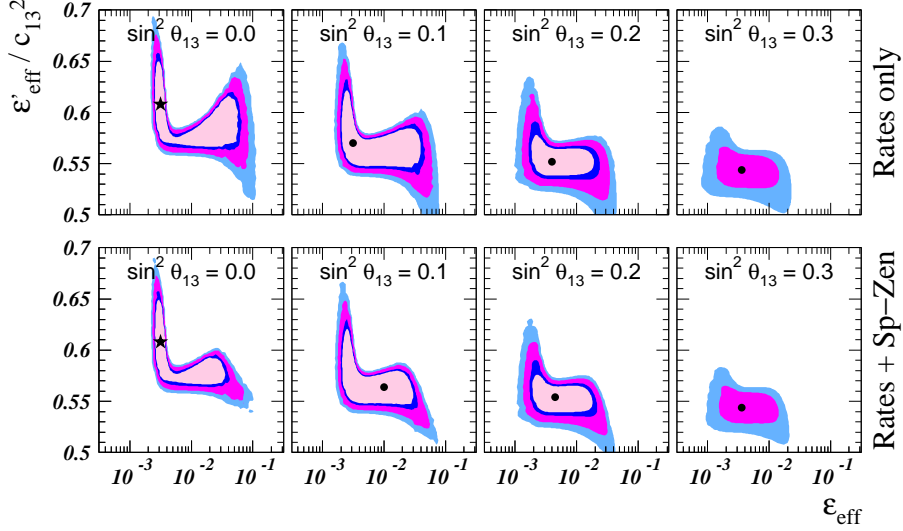 ε'eff / c13²
0.7
0.65
0.6
0.55
0.5
sin² θ13 = 0.0
sin² θ13 = 0.1
sin² θ13 = 0.2
sin² θ13 = 0.3
Rates only
0.7
0.65
0.6
0.55
0.5
sin² θ13 = 0.0
sin² θ13 = 0.1
sin² θ13 = 0.2
sin² θ13 = 0.3
Rates + Sp−Zen
10⁻³ 10⁻² 10⁻¹
10⁻³ 10⁻² 10⁻¹
10⁻³ 10⁻² 10⁻¹
10⁻³ 10⁻² 10⁻¹
εeff